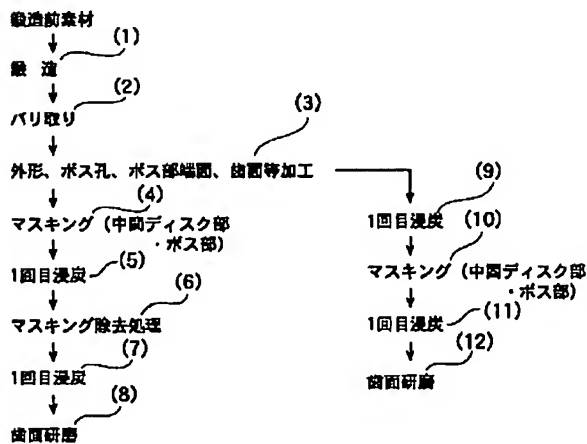 鍛造前素材
(1)
鍛 造
(2)
バリ取り
(3)
外形、ボス孔、ボス部端面、歯面等加工
(4)
マスキング(中間ディスク部
・ボス部)
1回目浸炭
(5)
(6)
マスキング除去処理
(7)
1回目浸炭
(8)
歯面研磨
(9)
1回目浸炭
(10)
マスキング(中間ディスク部
・ボス部)
1回目浸炭
(11)
(12)
歯面研磨